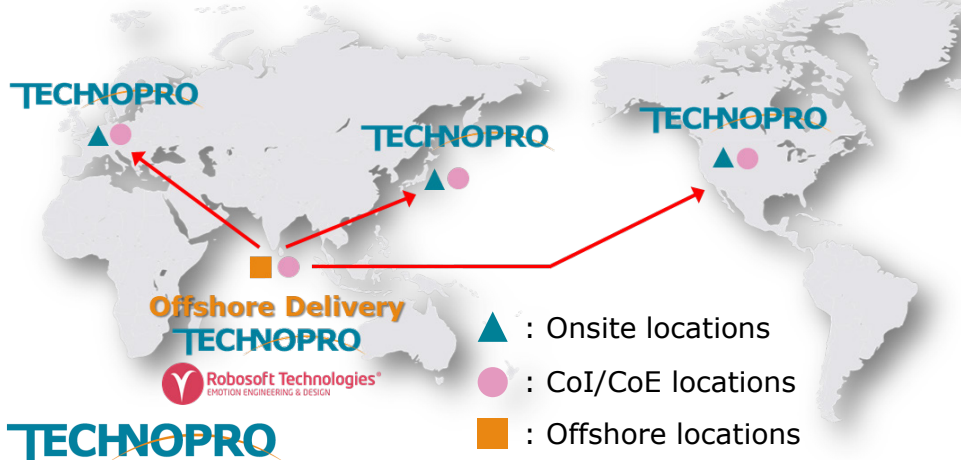 TECHNOPRO
TECHNOPRO
TECHNOPRO
Offshore Delivery
TECHNOPRO
Robosoft Technologies®
EMOTION ENGINEERING & DESIGN
: Onsite locations
: CoI/CoE locations
: Offshore locations
TECHNOPRO